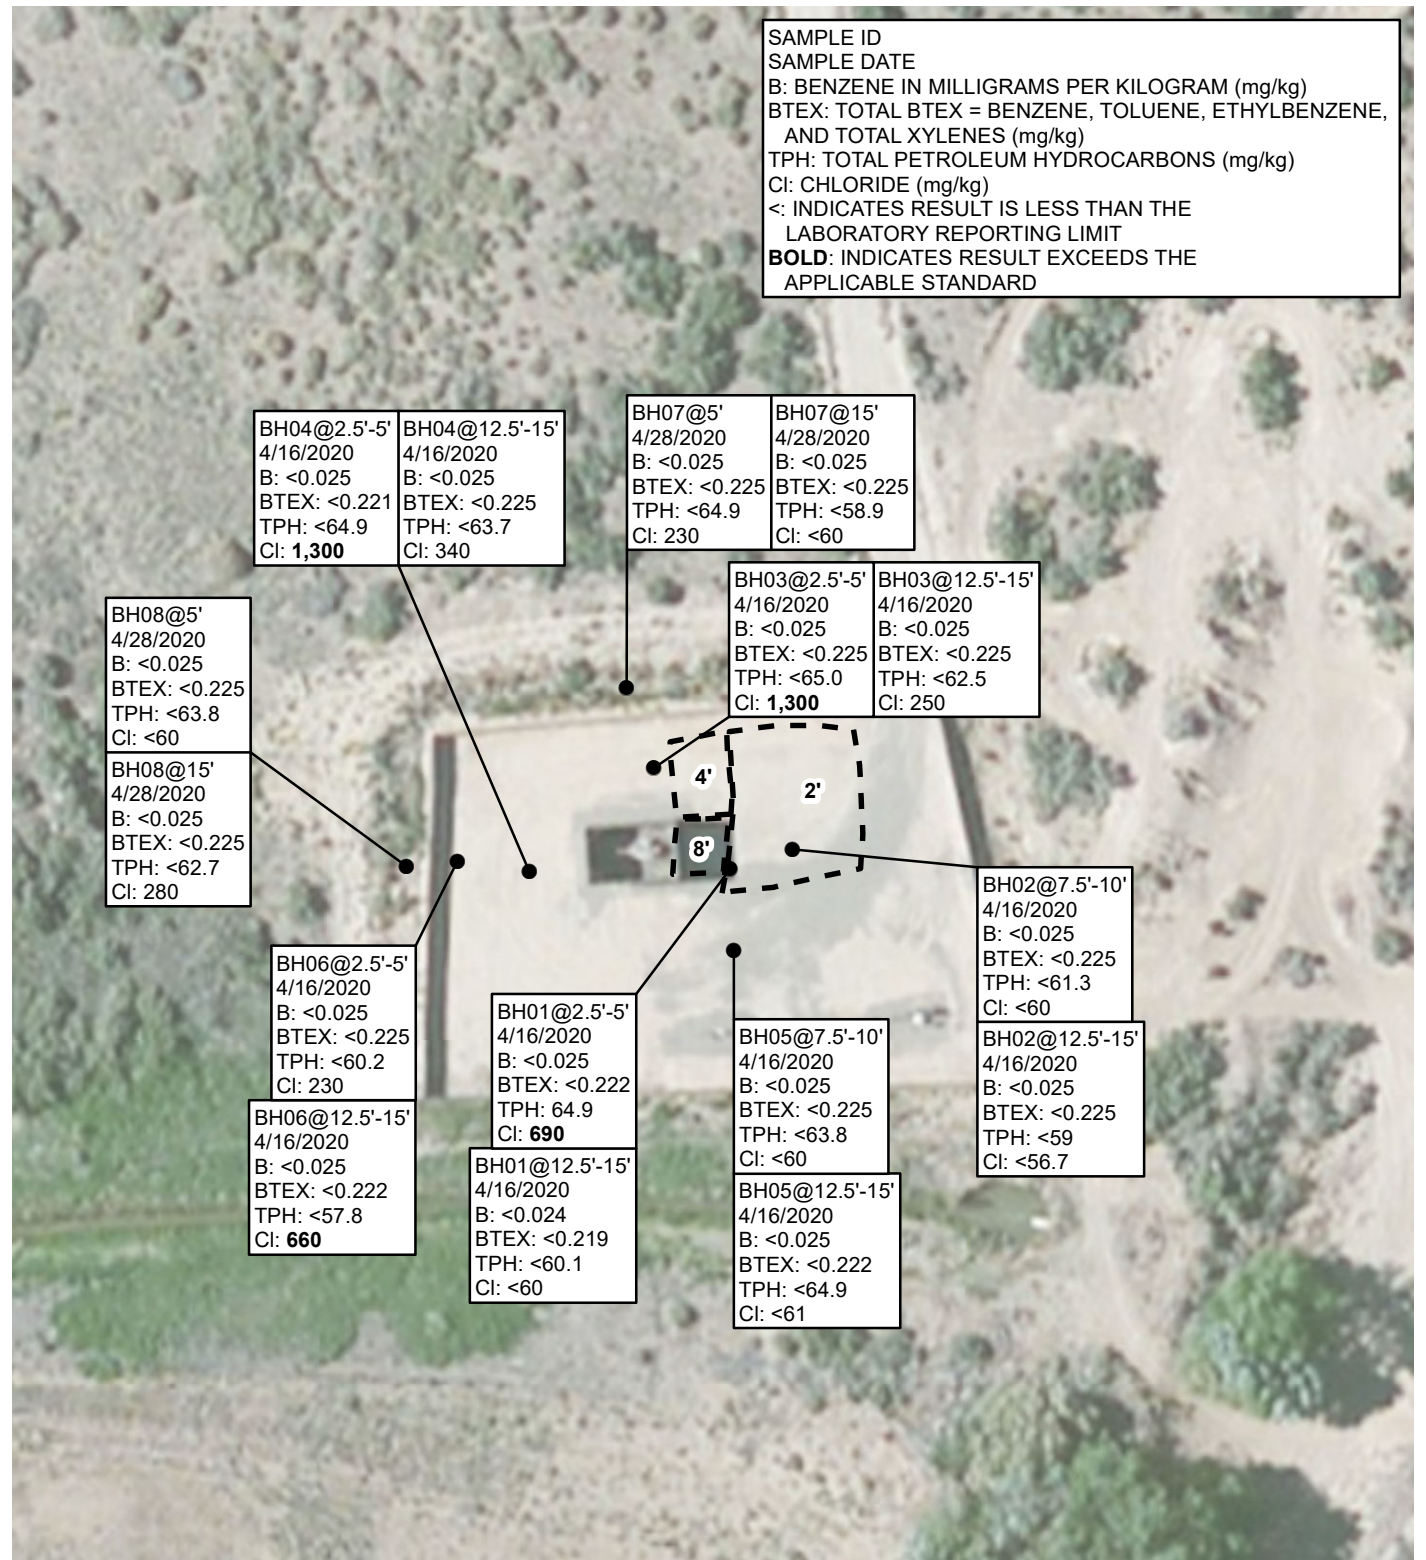 SAMPLE ID
SAMPLE DATE
B: BENZENE IN MILLIGRAMS PER KILOGRAM (mg/kg)
BTEX: TOTAL BTEX = BENZENE, TOLUENE, ETHYLBENZENE,
AND TOTAL XYLENES (mg/kg)
TPH: TOTAL PETROLEUM HYDROCARBONS (mg/kg)
Cl: CHLORIDE (mg/kg)
<: INDICATES RESULT IS LESS THAN THE
LABORATORY REPORTING LIMIT
BOLD: INDICATES RESULT EXCEEDS THE
APPLICABLE STANDARD
BH04@2.5'-5'
4/16/2020
B: <0.025
BTEX: <0.221
TPH: <64.9
Cl: 1,300
BH04@12.5'-15'
4/16/2020
B: <0.025
BTEX: <0.225
TPH: <63.7
Cl: 340
BH07@5'
4/28/2020
B: <0.025
BTEX: <0.225
TPH: <64.9
Cl: 230
BH07@15'
4/28/2020
B: <0.025
BTEX: <0.225
TPH: <58.9
Cl: <60
BH03@2.5'-5'
4/16/2020
B: <0.025
BTEX: <0.225
TPH: <65.0
Cl: 1,300
BH03@12.5'-15'
4/16/2020
B: <0.025
BTEX: <0.225
TPH: <62.5
Cl: 250
BH08@5'
4/28/2020
B: <0.025
BTEX: <0.225
TPH: <63.8
Cl: <60
BH08@15'
4/28/2020
B: <0.025
BTEX: <0.225
TPH: <62.7
Cl: 280
4'
2'
8'
BH02@7.5'-10'
4/16/2020
B: <0.025
BTEX: <0.225
TPH: <61.3
Cl: <60
BH02@12.5'-15'
4/16/2020
B: <0.025
BTEX: <0.225
TPH: <59
Cl: <56.7
BH06@2.5'-5'
4/16/2020
B: <0.025
BTEX: <0.225
TPH: <60.2
Cl: 230
BH06@12.5'-15'
4/16/2020
B: <0.025
BTEX: <0.222
TPH: <57.8
Cl: 660
BH01@2.5'-5'
4/16/2020
B: <0.025
BTEX: <0.222
TPH: 64.9
Cl: 690
BH01@12.5'-15'
4/16/2020
B: <0.024
BTEX: <0.219
TPH: <60.1
Cl: <60
BH05@7.5'-10'
4/16/2020
B: <0.025
BTEX: <0.225
TPH: <63.8
Cl: <60
BH05@12.5'-15'
4/16/2020
B: <0.025
BTEX: <0.222
TPH: <64.9
Cl: <61